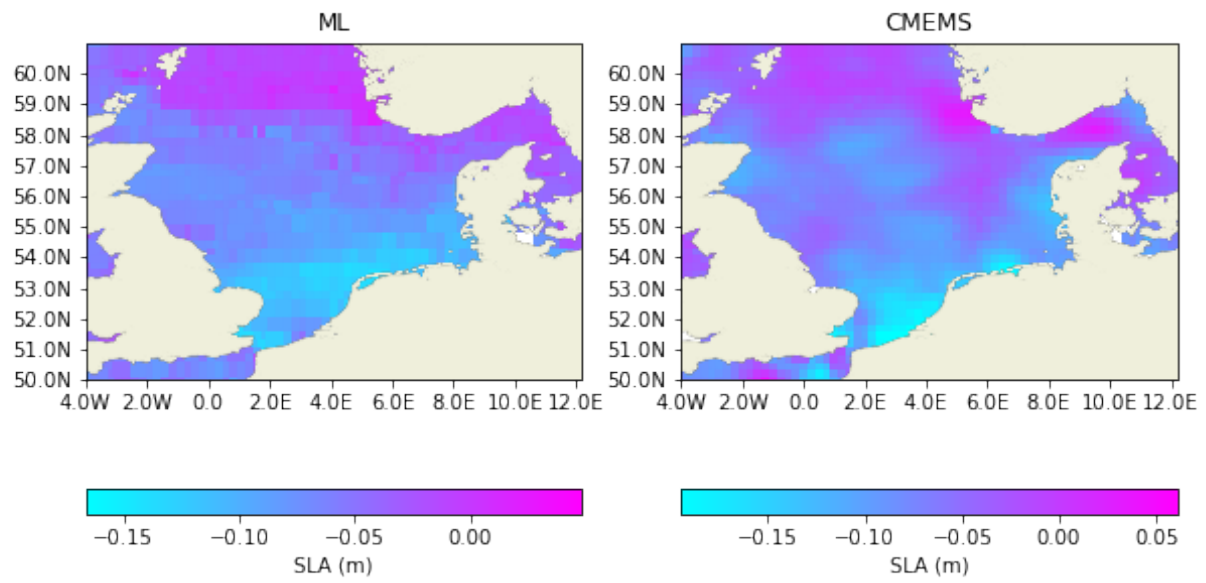 ML CMEMS
60.0N 60.0N
59.0N 59.0N
58.0N 58.0N
57.0N 57.0N
56.0N 56.0N
55.0N 55.0N
54.0N 54.0N
53.0N 53.0N
52.0N 52.0N
51.0N 51.0N
50.0N 50.0N
4.0W 2.0W 0.0 2.0E 4.0E 6.0E 8.0E 10.0E 12.0E 4.0W 2.0W 0.0 2.0E 4.0E 6.0E 8.0E 10.0E 12.0E
−0.15 −0.10 −0.05 0.00 −0.15 −0.10 −0.05 0.00 0.05
SLA (m) SLA (m)